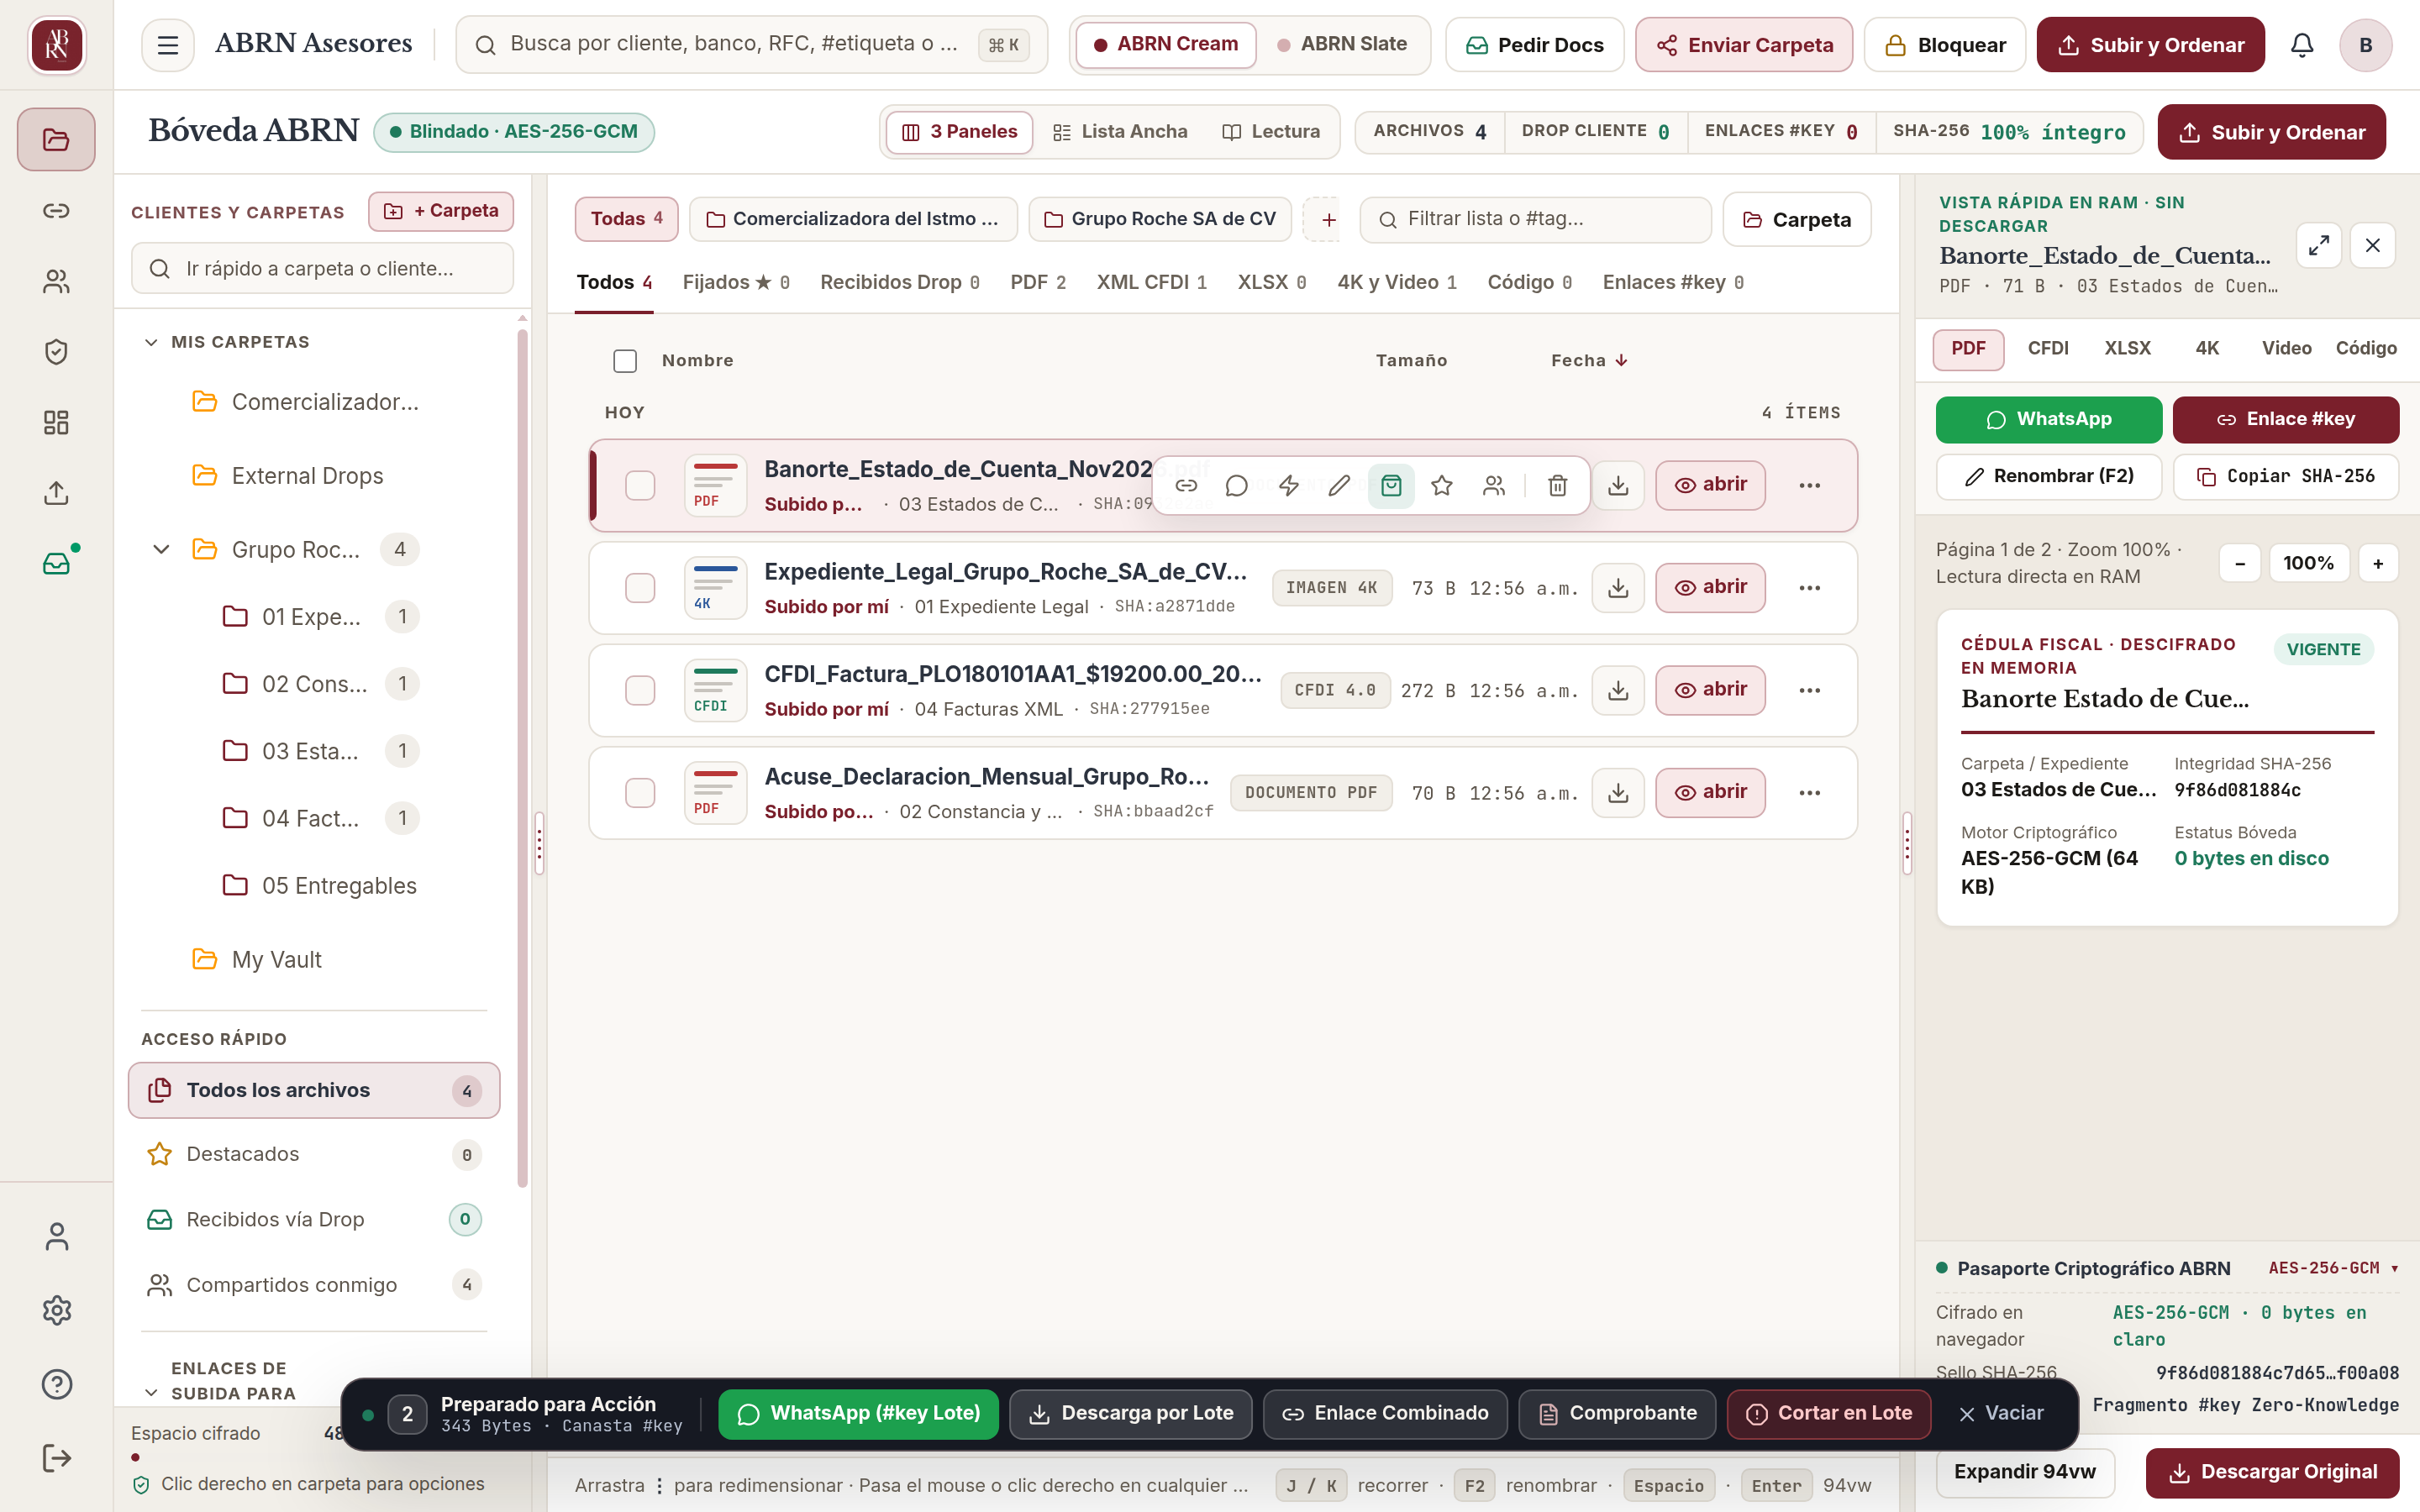 ABRN
ABRN Asesores
Busca por cliente, banco, RFC, #etiqueta o ...
⌘ K
ABRN Cream
ABRN Slate
Pedir Docs
Enviar Carpeta
Bloquear
Subir y Ordenar
B
Bóveda ABRN
Blindado · AES-256-GCM
3 Paneles
Lista Ancha
Lectura
ARCHIVOS 4
DROP CLIENTE 0
ENLACES #KEY 0
SHA-256 100% íntegro
Subir y Ordenar
CLIENTES Y CARPETAS
+ Carpeta
Ir rápido a carpeta o cliente...
MIS CARPETAS
Comercializador...
External Drops
Grupo Roc... 4
01 Expe... 1
02 Cons... 1
03 Esta... 1
04 Fact... 1
05 Entregables
My Vault
ACCESO RÁPIDO
Todos los archivos 4
Destacados 0
Recibidos vía Drop 0
Compartidos conmigo 4
ENLACES DE
SUBIDA PARA
Espacio cifrado 48
Clic derecho en carpeta para opciones
Todas 4
Comercializadora del Istmo ...
Grupo Roche SA de CV
+
Filtrar lista o #tag...
Carpeta
Todos 4
Fijados ★ 0
Recibidos Drop 0
PDF 2
XML CFDI 1
XLSX 0
4K y Video 1
Código 0
Enlaces #key 0
Nombre
Tamaño
Fecha ↓
HOY
4 ÍTEMS
PDF
Banorte_Estado_de_Cuenta_Nov2026.pdf
Subido p... · 03 Estados de C... · SHA:09
abrir
4K
Expediente_Legal_Grupo_Roche_SA_de_CV...
Subido por mí · 01 Expediente Legal · SHA:a2871dde
IMAGEN 4K
73 B
12:56 a.m.
abrir
CFDI
CFDI_Factura_PLO180101AA1_$19200.00_20...
Subido por mí · 04 Facturas XML · SHA:277915ee
CFDI 4.0
272 B
12:56 a.m.
abrir
PDF
Acuse_Declaracion_Mensual_Grupo_Ro...
Subido po... · 02 Constancia y ... · SHA:bbaad2cf
DOCUMENTO PDF
70 B
12:56 a.m.
abrir
VISTA RÁPIDA EN RAM · SIN
DESCARGAR
Banorte_Estado_de_Cuenta...
PDF · 71 B · 03 Estados de Cuen...
PDF
CFDI
XLSX
4K
Video
Código
WhatsApp
Enlace #key
Renombrar (F2)
Copiar SHA-256
Página 1 de 2 · Zoom 100% ·
Lectura directa en RAM
−
100%
+
CÉDULA FISCAL · DESCIFRADO
EN MEMORIA
VIGENTE
Banorte Estado de Cue...
Carpeta / Expediente
03 Estados de Cue...
Integridad SHA-256
9f86d081884c
Motor Criptográfico
AES-256-GCM (64
KB)
Estatus Bóveda
0 bytes en disco
Pasaporte Criptográfico ABRN
AES-256-GCM ▾
Cifrado en
navegador
AES-256-GCM · 0 bytes en
claro
Sello SHA-256
9f86d081884c7d65…f00a08
Fragmento #key Zero-Knowledge
Expandir 94vw
Descargar Original
2
Preparado para Acción
343 Bytes · Canasta #key
WhatsApp (#key Lote)
Descarga por Lote
Enlace Combinado
Comprobante
Cortar en Lote
Vaciar
Arrastra ⋮ para redimensionar · Pasa el mouse o clic derecho en cualquier ...
J / K recorrer · F2 renombrar · Espacio · Enter 94vw